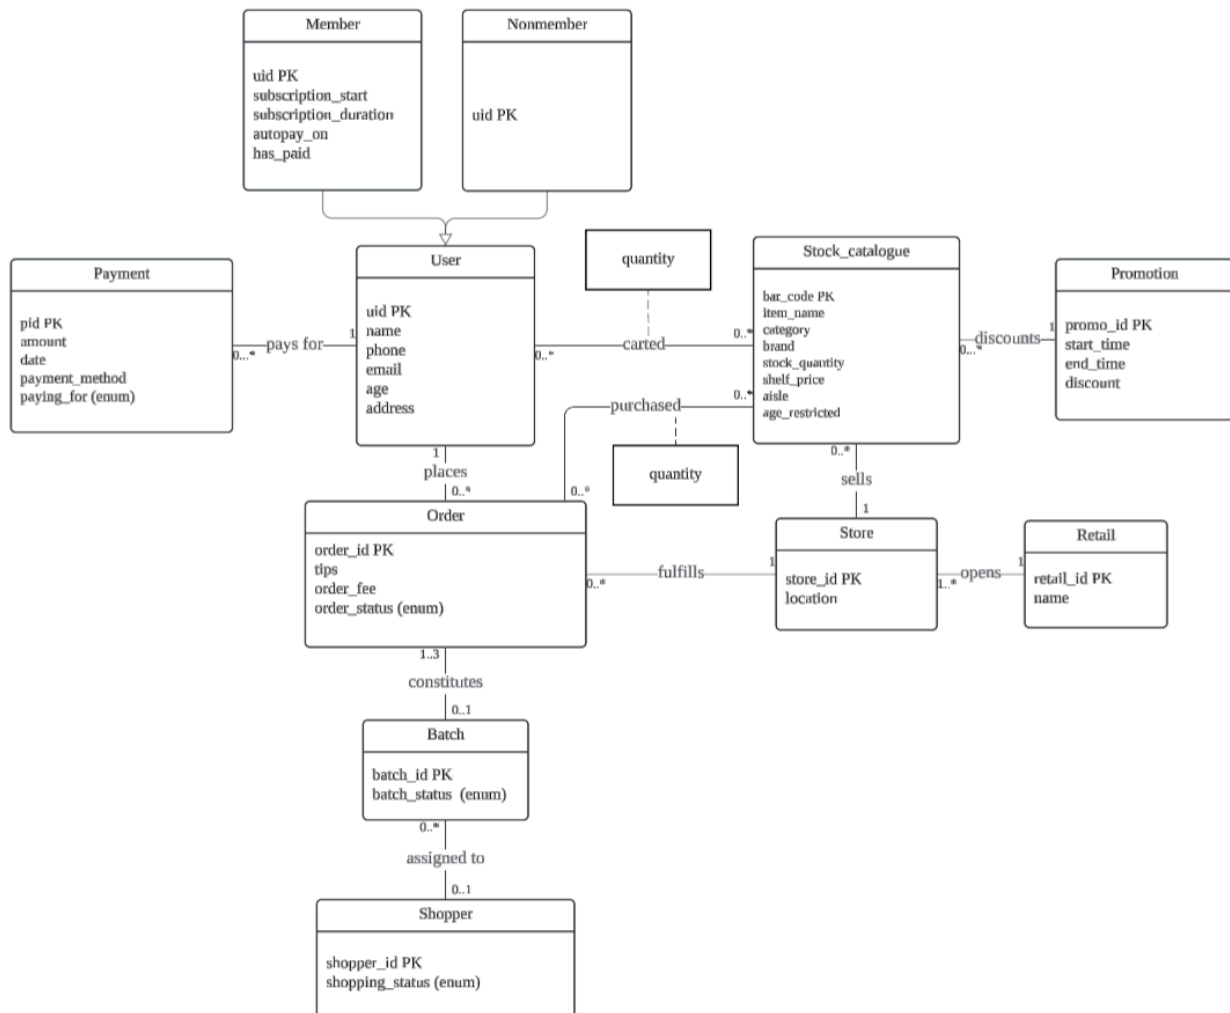 Member
uid PK
subscription_start
subscription_duration
autopay_on
has_paid
Nonmember
uid PK
Payment
pid PK
amount
date
payment_method
paying_for (enum)
0...*
pays for
1
User
uid PK
name
phone
email
age
address
quantity
0..*
carted
0..*
Stock_catalogue
bar_code PK
item_name
category
brand
stock_quantity
shelf_price
aisle
age_restricted
0...*
discounts
1
Promotion
promo_id PK
start_time
end_time
discount
purchased
0..*
quantity
0..*
1
places
0..*
0..*
sells
1
Order
order_id PK
tips
order_fee
order_status (enum)
0..*
fulfills
1
Store
store_id PK
location
1..*
opens
1
Retail
retail_id PK
name
1..3
constitutes
0..1
Batch
batch_id PK
batch_status (enum)
0..*
assigned to
0..1
Shopper
shopper_id PK
shopping_status (enum)